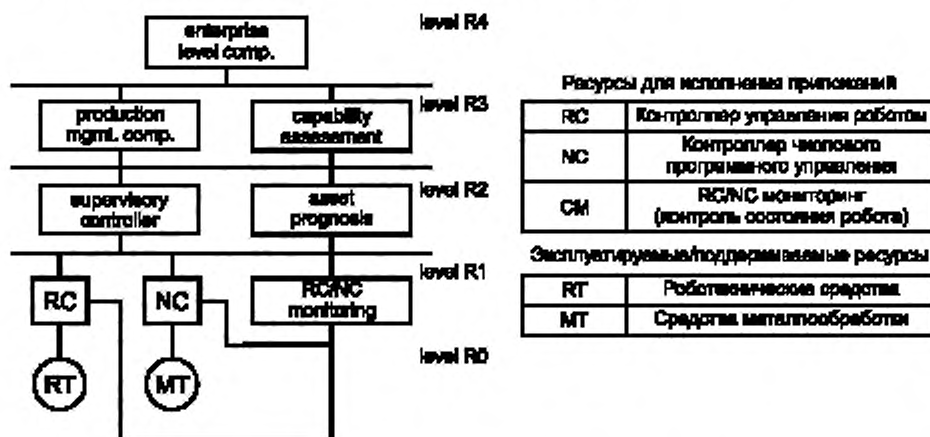 enterprise
level comp.
level R4
production
mgmt. comp.
capability
assessment
level R3
supervisory
controller
asset
prognosis
level R2
RC
NC
RC/NC
monitoring
level R1
RT
MT
level R0
Ресурсы для исполнения приложений
RC Контроллер управления роботом
NC Контроллер числового
программного управления
CM RC/NC мониторинг
(контроль состояния робота)
Эксплуатируемые/поддерживаемые ресурсы
RT Роботехнические средства
MT Средства металлообработки